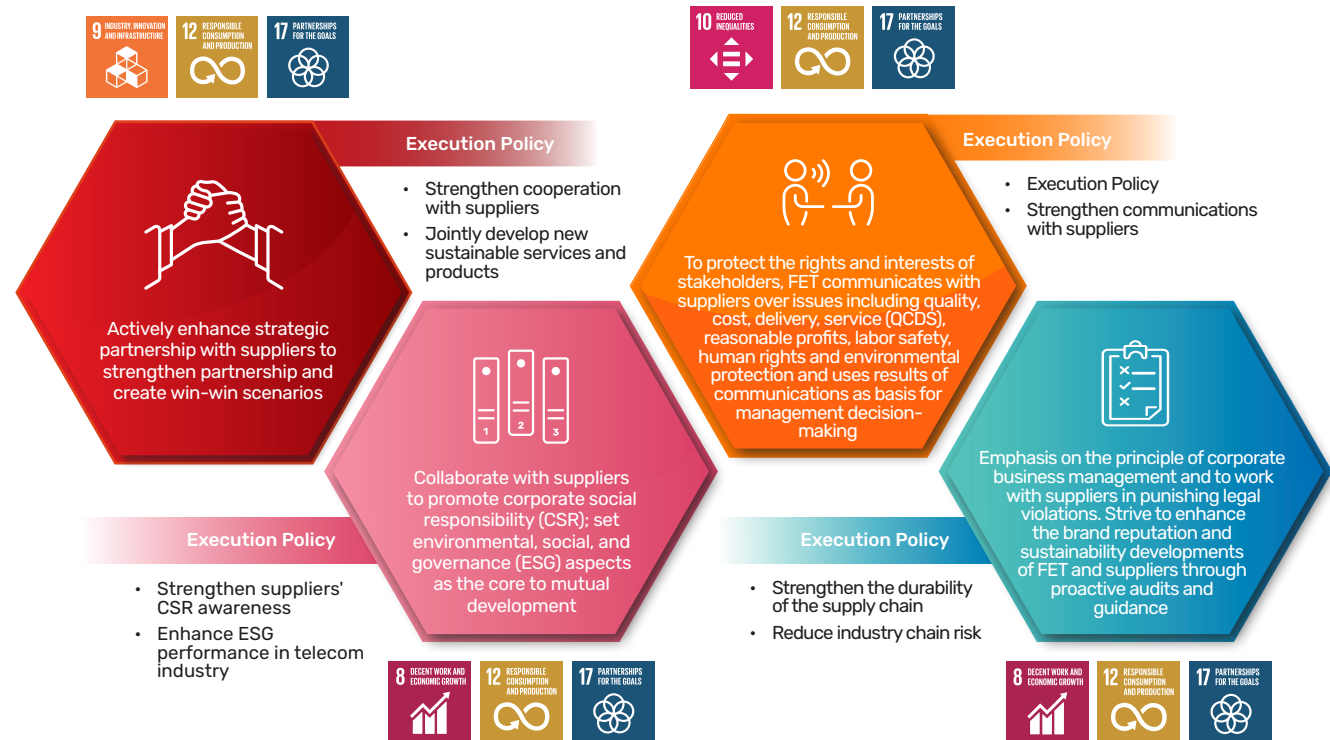 9 INDUSTRY, INNOVATION
AND INFRASTRUCTURE
12 RESPONSIBLE
CONSUMPTION
AND PRODUCTION
17 PARTNERSHIPS
FOR THE GOALS
Execution Policy
• Strengthen cooperation
with suppliers
• Jointly develop new
sustainable services and
products
Actively enhance strategic
partnership with suppliers to
strengthen partnership and
create win-win scenarios
1
2
3
Collaborate with suppliers
to promote corporate social
responsibility (CSR); set
environmental, social, and
governance (ESG) aspects
as the core to mutual
development
Execution Policy
• Strengthen suppliers'
CSR awareness
• Enhance ESG
performance in telecom
industry
8 DECENT WORK AND
ECONOMIC GROWTH
12 RESPONSIBLE
CONSUMPTION
AND PRODUCTION
17 PARTNERSHIPS
FOR THE GOALS
10 REDUCED
INEQUALITIES
12 RESPONSIBLE
CONSUMPTION
AND PRODUCTION
17 PARTNERSHIPS
FOR THE GOALS
Execution Policy
• Execution Policy
• Strengthen communications
with suppliers
To protect the rights and interests of
stakeholders, FET communicates with
suppliers over issues including quality,
cost, delivery, service (QCDS),
reasonable profits, labor safety,
human rights and environmental
protection and uses results of
communications as basis for
management decision-
making
Emphasis on the principle of corporate
business management and to work
with suppliers in punishing legal
violations. Strive to enhance
the brand reputation and
sustainability developments
of FET and suppliers through
proactive audits and
guidance
Execution Policy
• Strengthen the durability
of the supply chain
• Reduce industry chain risk
8 DECENT WORK AND
ECONOMIC GROWTH
12 RESPONSIBLE
CONSUMPTION
AND PRODUCTION
17 PARTNERSHIPS
FOR THE GOALS